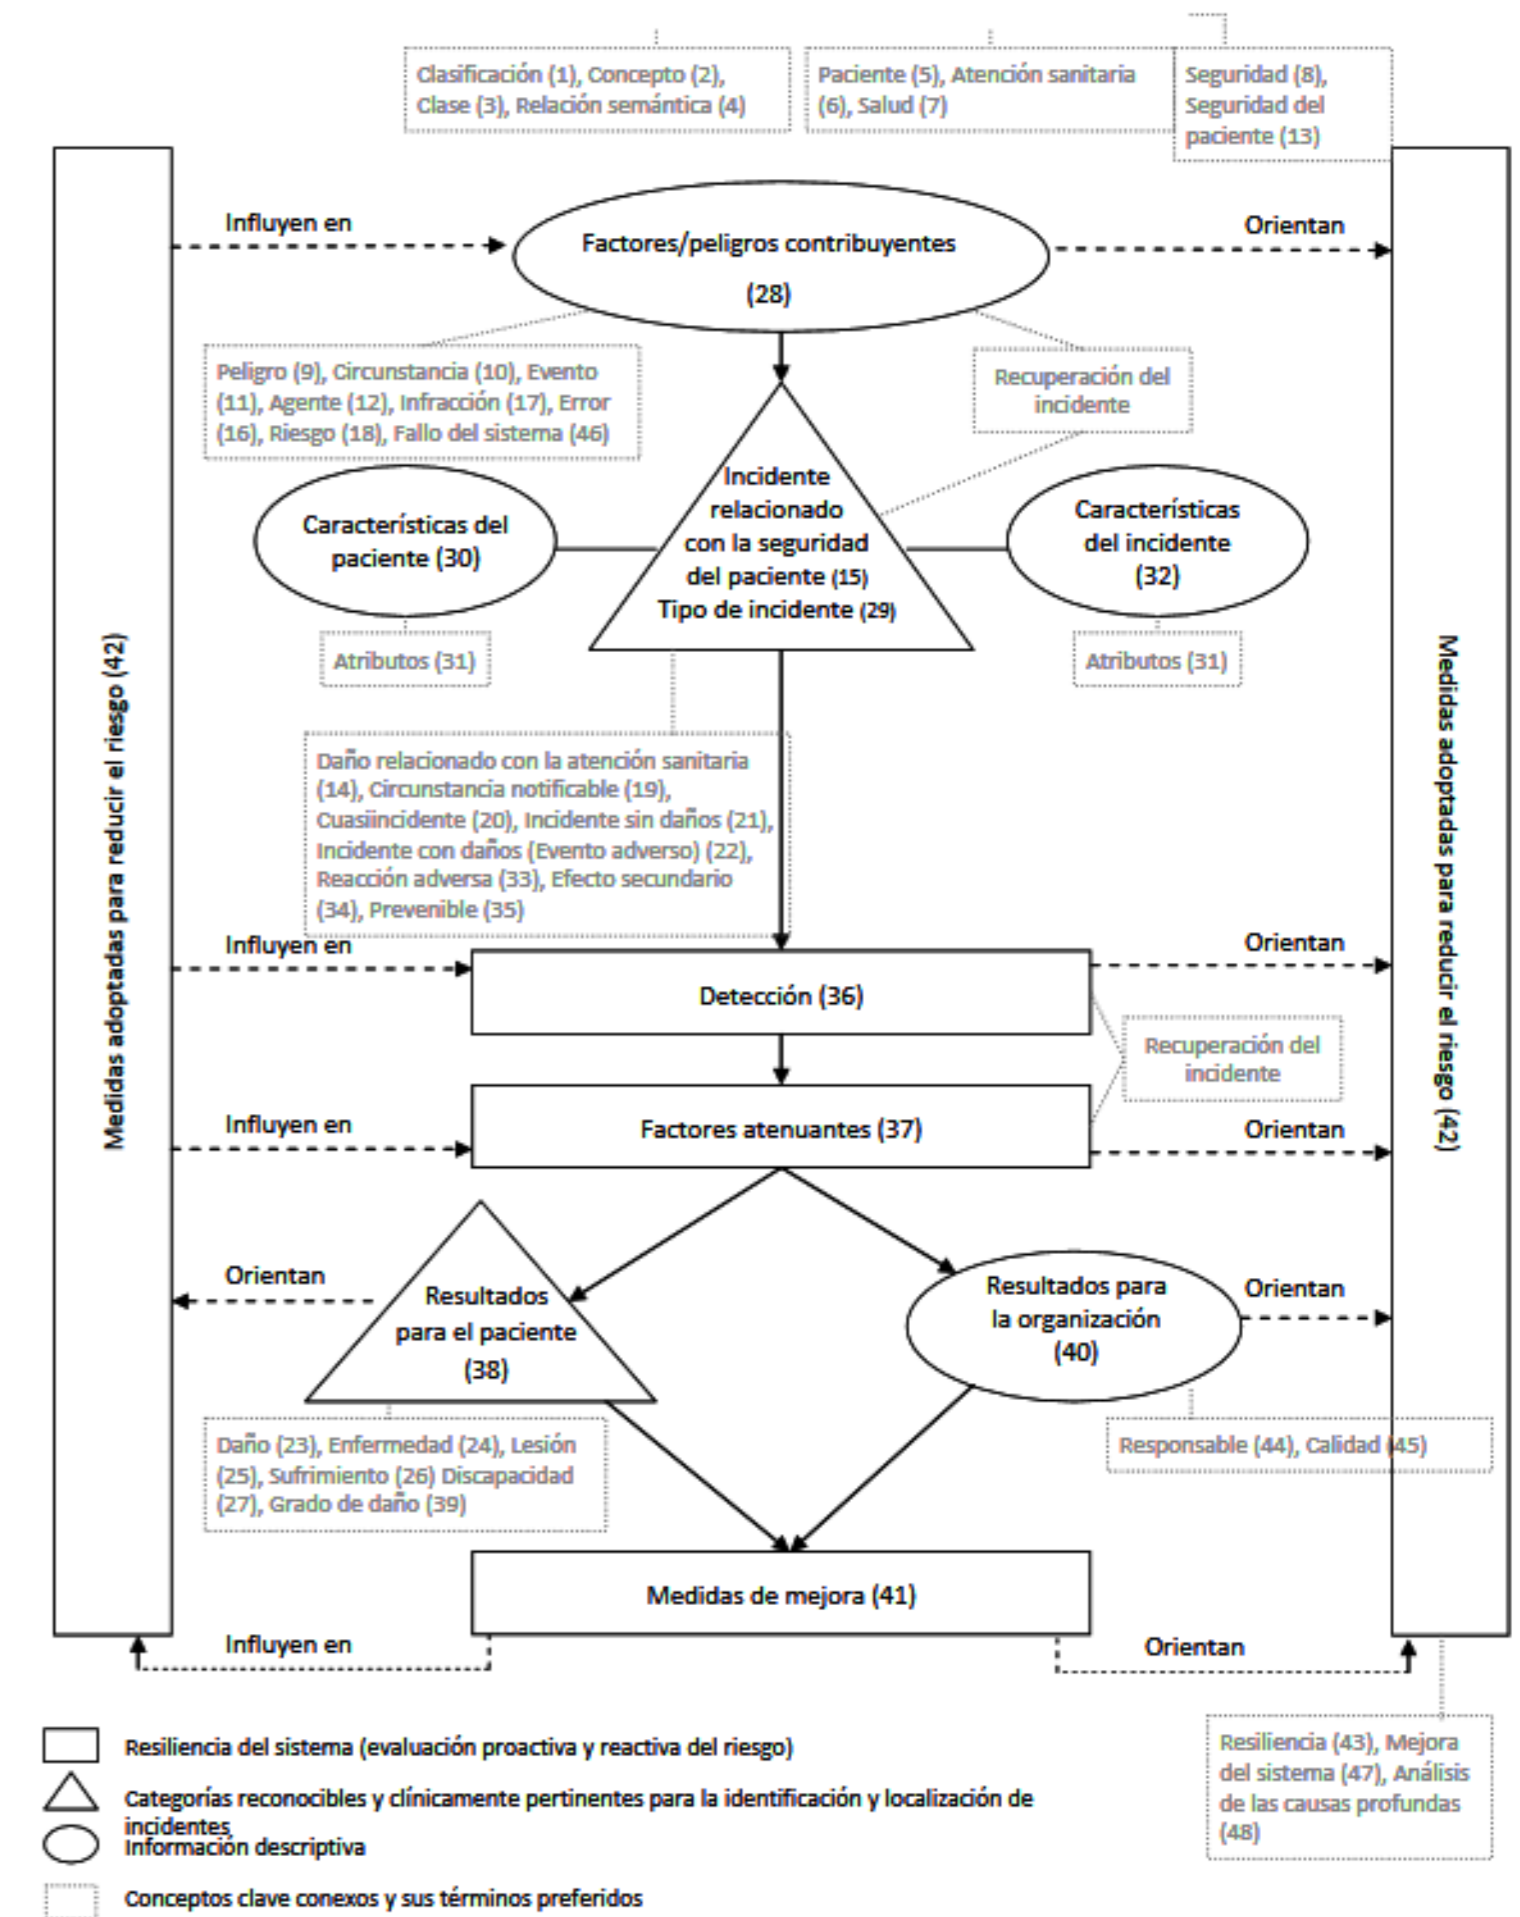 Clasificación (1), Concepto (2),
Clase (3), Relación semántica (4)
Paciente (5), Atención sanitaria
(6), Salud (7)
Seguridad (8),
Seguridad del
paciente (13)
Influyen en
Factores/peligros contribuyentes
(28)
Orientan
Peligro (9), Circunstancia (10), Evento
(11), Agente (12), Infracción (17), Error
(16), Riesgo (18), Fallo del sistema (46)
Recuperación del
incidente
Características del
paciente (30)
Incidente
relacionado
con la seguridad
del paciente (15)
Tipo de incidente (29)
Características
del incidente
(32)
Atributos (31)
Atributos (31)
Medidas adoptadas para reducir el riesgo (42)
Medidas adoptadas para reducir el riesgo (42)
Daño relacionado con la atención sanitaria
(14), Circunstancia notificable (19),
Cuasiincidente (20), Incidente sin daños (21),
Incidente con daños (Evento adverso) (22),
Reacción adversa (33), Efecto secundario
(34), Prevenible (35)
Influyen en
Detección (36)
Orientan
Recuperación del
incidente
Influyen en
Factores atenuantes (37)
Orientan
Orientan
Resultados
para el paciente
(38)
Resultados para
la organización
(40)
Orientan
Daño (23), Enfermedad (24), Lesión
(25), Sufrimiento (26) Discapacidad
(27), Grado de daño (39)
Responsable (44), Calidad (45)
Medidas de mejora (41)
Influyen en
Orientan
Resiliencia (43), Mejora
del sistema (47), Análisis
de las causas profundas
(48)
Resiliencia del sistema (evaluación proactiva y reactiva del riesgo)
Categorías reconocibles y clínicamente pertinentes para la identificación y localización de
incidentes
Información descriptiva
Conceptos clave conexos y sus términos preferidos